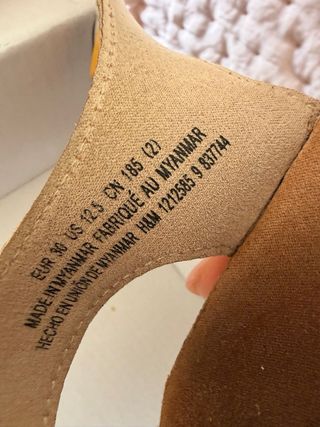 EUR 30 US 12.5 CN 185 (2)
MADE IN MYANMAR FABRIQUÉ AU MYANMAR
HECHO EN UNIÓN DE MYANMAR H&M 1212585 9 837744